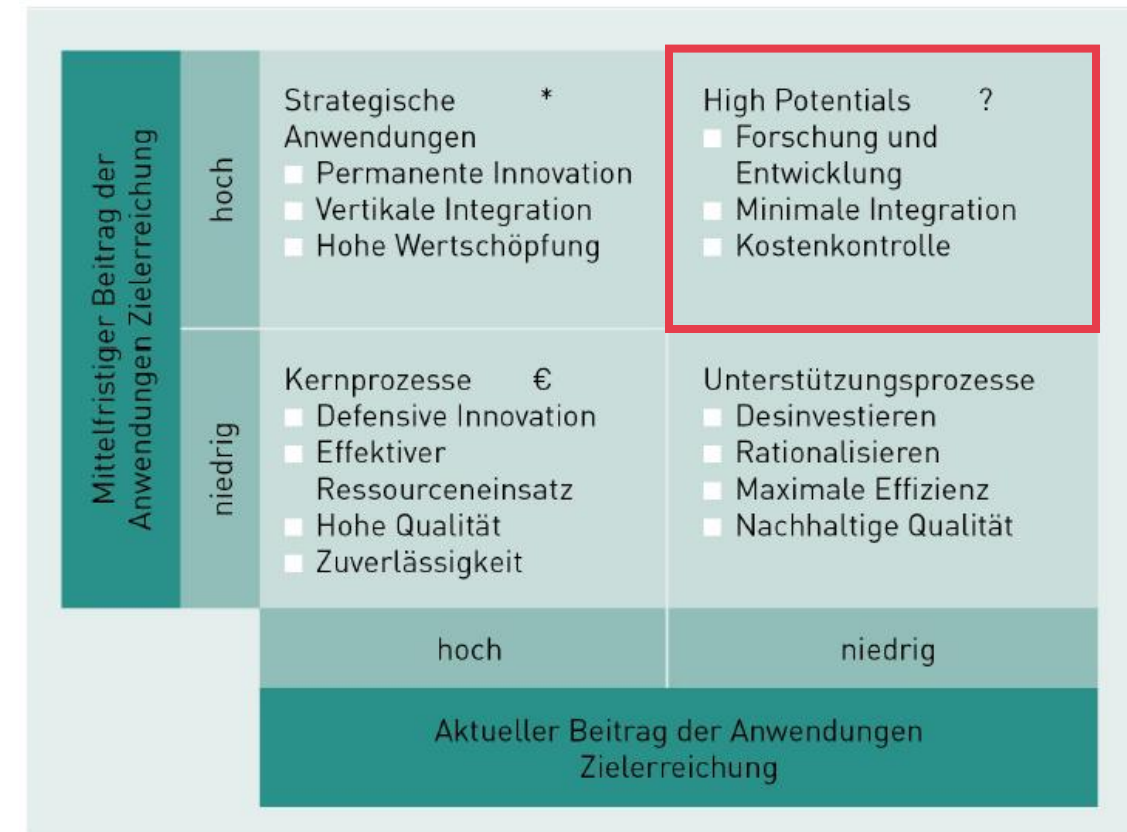 Mittelfristiger Beitrag der
Anwendungen Zielerreichung
hoch
Strategische *
Anwendungen
Permanente Innovation
Vertikale Integration
Hohe Wertschöpfung
High Potentials ?
Forschung und
Entwicklung
Minimale Integration
Kostenkontrolle
niedrig
Kernprozesse €
Defensive Innovation
Effektiver
Ressourceneinsatz
Hohe Qualität
Zuverlässigkeit
Unterstützungsprozesse
Desinvestieren
Rationalisieren
Maximale Effizienz
Nachhaltige Qualität
hoch
niedrig
Aktueller Beitrag der Anwendungen
Zielerreichung